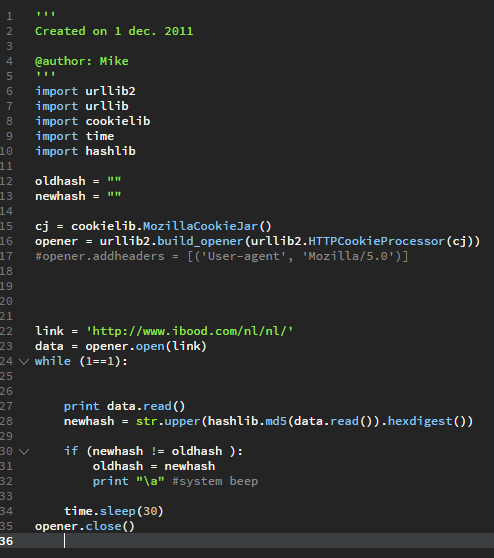 1 '''
2 Created on 1 dec. 2011
3
4 @author: Mike
5 '''
6 import urllib2
7 import urllib
8 import cookielib
9 import time
10 import hashlib
11
12 oldhash = ""
13 newhash = ""
14
15 cj = cookielib.MozillaCookieJar()
16 opener = urllib2.build_opener(urllib2.HTTPCookieProcessor(cj))
17 #opener.addheaders = [('User-agent', 'Mozilla/5.0')]
18
19
20
21
22 link = 'http://www.ibood.com/nl/nl/'
23 data = opener.open(link)
24 while (1==1):
25
26
27     print data.read()
28     newhash = str.upper(hashlib.md5(data.read()).hexdigest())
29
30     if (newhash != oldhash ):
31         oldhash = newhash
32         print "\a" #system beep
33
34     time.sleep(30)
35 opener.close()
36